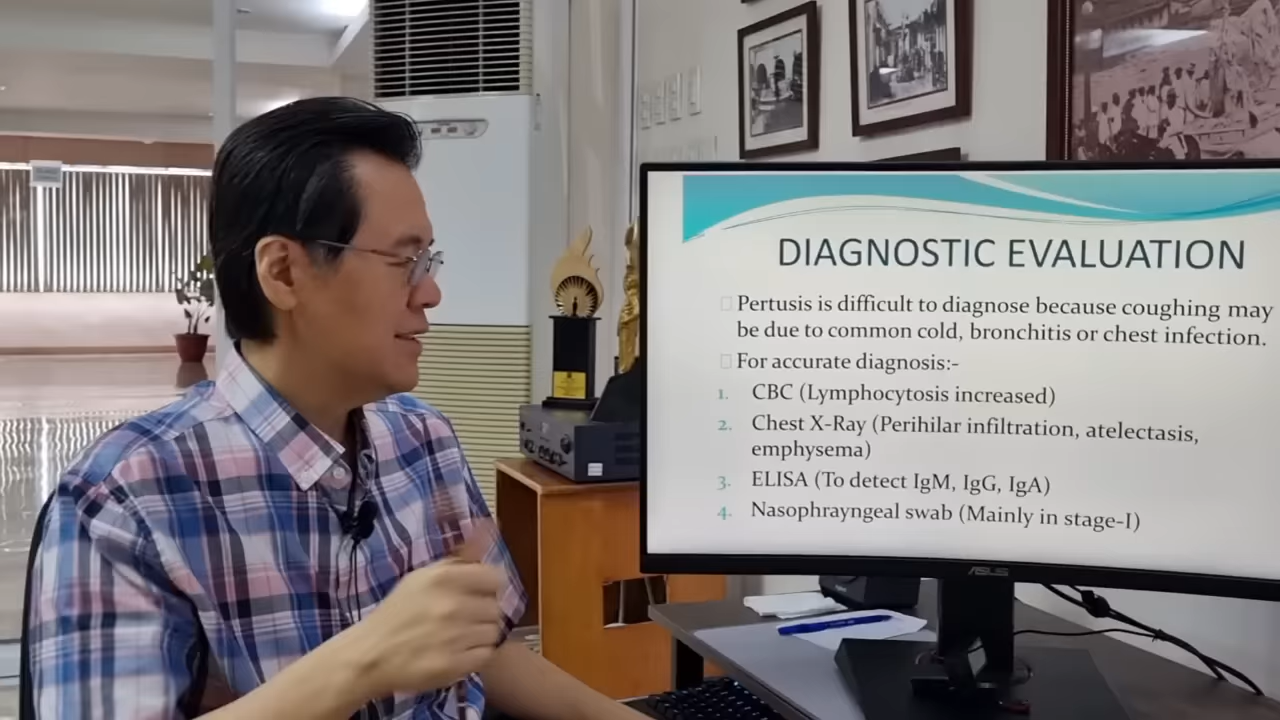 DIAGNOSTIC EVALUATION
Pertusis is difficult to diagnose because coughing may
be due to common cold, bronchitis or chest infection.
For accurate diagnosis:-
1. CBC (Lymphocytosis increased)
2. Chest X-Ray (Perihilar infiltration, atelectasis,
emphysema)
3. ELISA (To detect IgM, IgG, IgA)
4. Nasophrayngeal swab (Mainly in stage-I)
ASUS